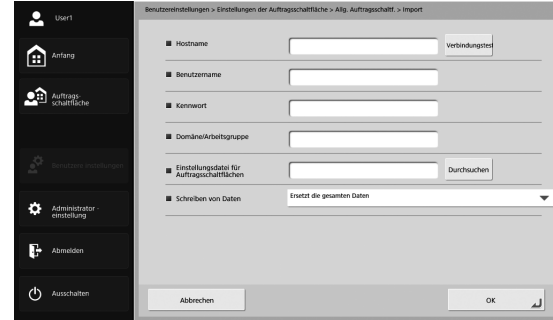 User1
Anfang
Auftrags-
schaltfläche
Benutzere instellungen
Administrator -
einstellung
Abmelden
Ausschalten
Benutzereinstellungen > Einstellungen der Auftragsschaltfläche > Allg. Auftragsschaltf. > Import
Hostname
Verbindungstest
Benutzername
Kennwort
Domäne/Arbeitsgruppe
Einstellungsdatei für
Auftragsschaltflächen
Durchsuchen
Schreiben von Daten
Ersetzt die gesamten Daten
Abbrechen
OK